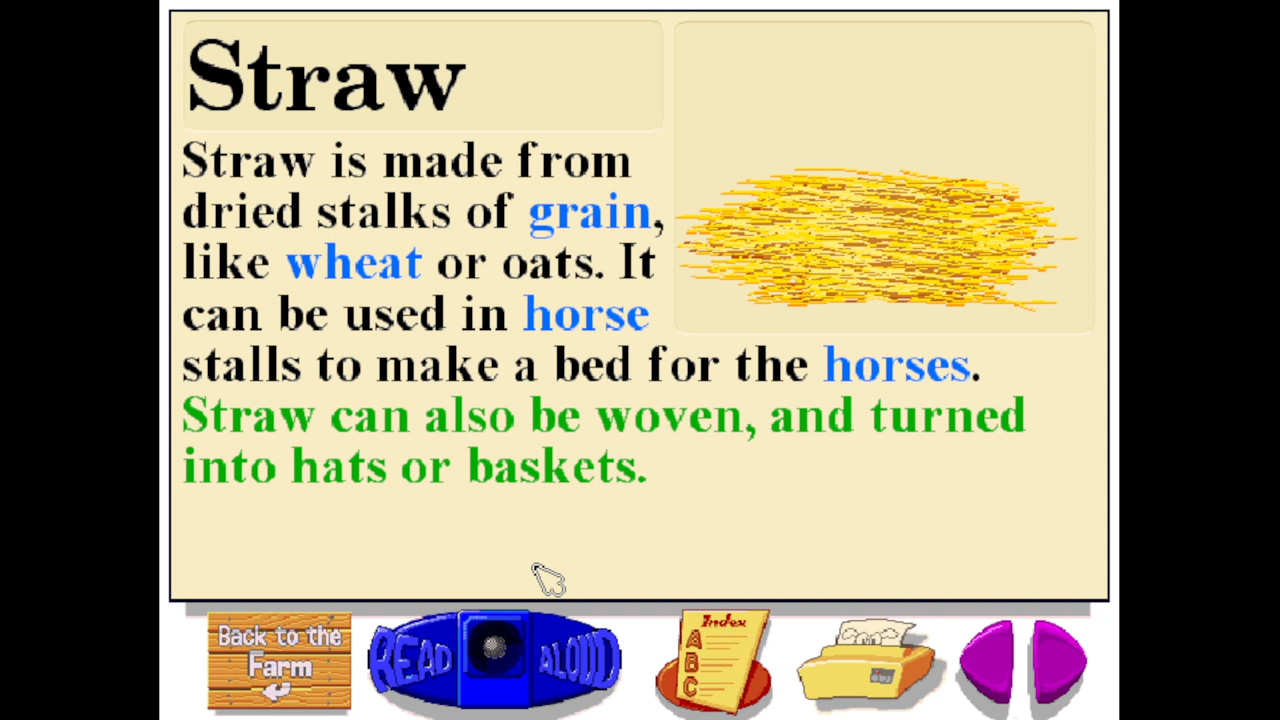 Straw
Straw is made from
dried stalks of grain,
like wheat or oats. It
can be used in horse
stalls to make a bed for the horses.
Straw can also be woven, and turned
into hats or baskets.
Back to the
Farm
READ ALOUD
Index
A
B
C